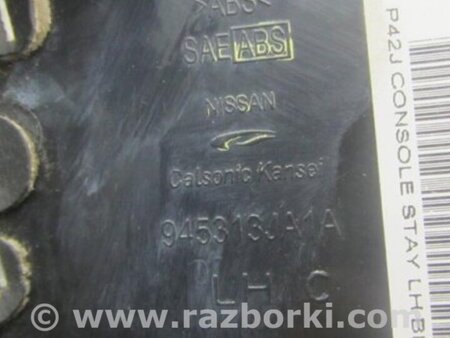 >ABS<
SAE ABS
NISSAN
Calsonic Kansei
945313JA1A
LH C
P42J CONSOLE STAY LH
© www.razborki.com